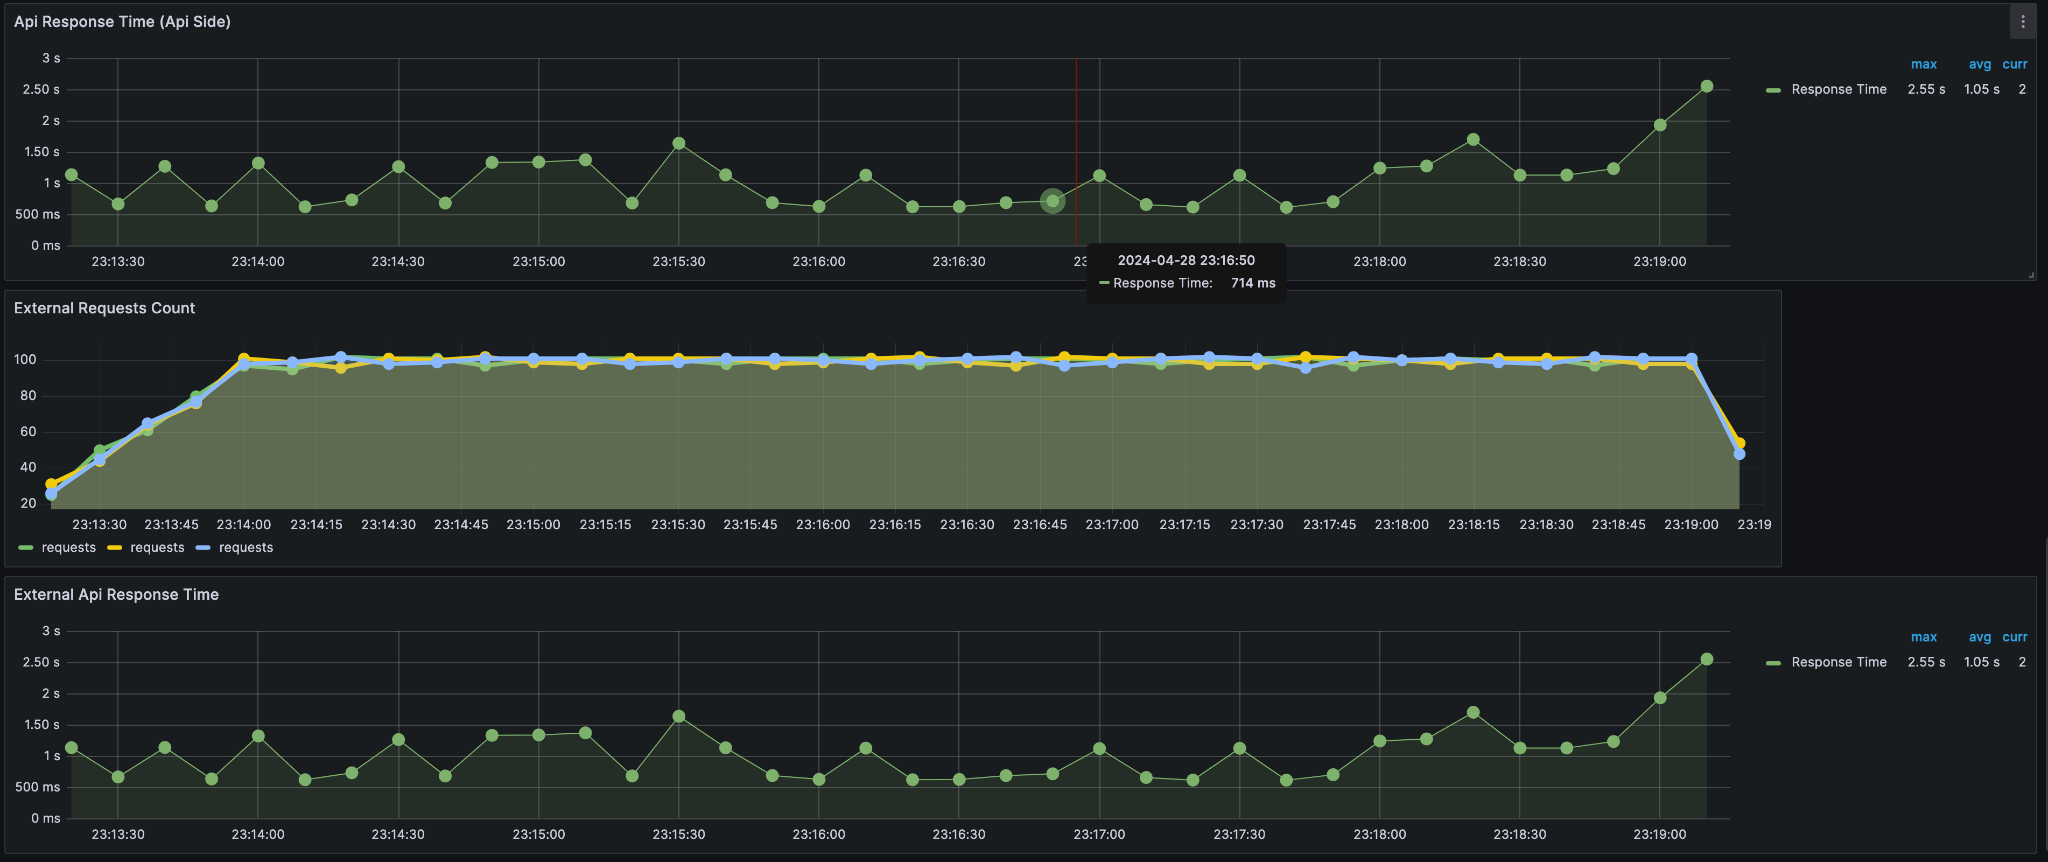 Api Response Time (Api Side)
3 s
2.50 s
2 s
1.50 s
1 s
500 ms
0 ms
23:13:30 23:14:00 23:14:30 23:15:00 23:15:30 23:16:00 23:16:30 23 23:18:00 23:18:30 23:19:00
max avg curr
Response Time 2.55 s 1.05 s 2
2024-04-28 23:16:50
Response Time: 714 ms
External Requests Count
100
80
60
40
20
23:13:30 23:13:45 23:14:00 23:14:15 23:14:30 23:14:45 23:15:00 23:15:15 23:15:30 23:15:45 23:16:00 23:16:15 23:16:30 23:16:45 23:17:00 23:17:15 23:17:30 23:17:45 23:18:00 23:18:15 23:18:30 23:18:45 23:19:00 23:19
requests requests requests
External Api Response Time
3 s
2.50 s
2 s
1.50 s
1 s
500 ms
0 ms
23:13:30 23:14:00 23:14:30 23:15:00 23:15:30 23:16:00 23:16:30 23:17:00 23:17:30 23:18:00 23:18:30 23:19:00
max avg curr
Response Time 2.55 s 1.05 s 2